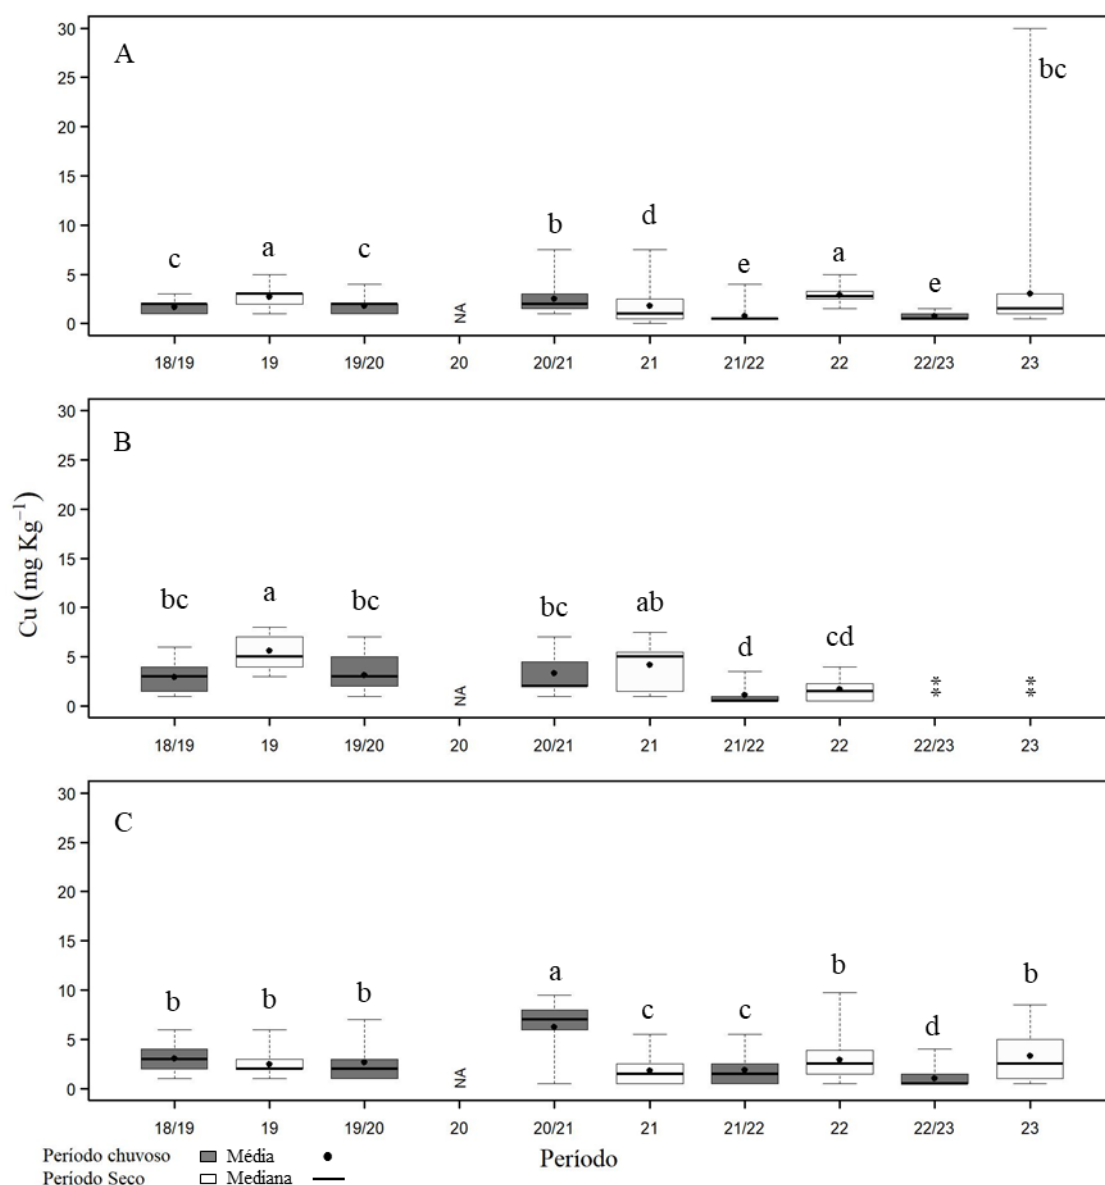 A
30
25
20
15
10
5
0
c a c b d e a e bc
NA
18/19 19 19/20 20 20/21 21 21/22 22 22/23 23
B
30
25
20
15
10
5
0
bc a bc bc ab d cd
NA
** **
18/19 19 19/20 20 20/21 21 21/22 22 22/23 23
Cu (mg Kg⁻¹)
C
30
25
20
15
10
5
0
b b b a c c b d b
NA
18/19 19 19/20 20 20/21 21 21/22 22 22/23 23
Período
Período chuvoso Média
Período Seco Mediana